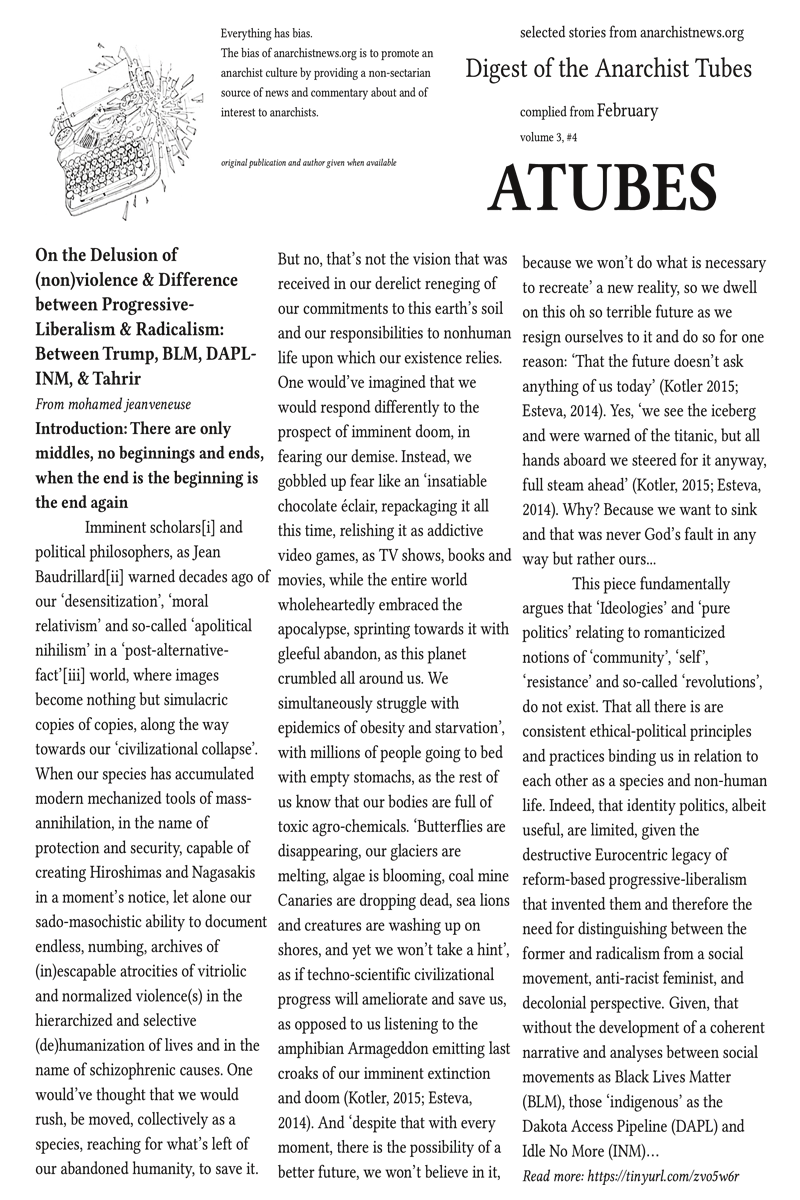 Everything has bias.
The bias of anarchistnews.org is to promote an
anarchist culture by providing a non-sectarian
source of news and commentary about and of
interest to anarchists.
original publication and author given when available
selected stories from anarchistnews.org
Digest of the Anarchist Tubes
complied from February
volume 3, #4
ATUBES
On the Delusion of
(non)violence & Difference
between Progressive-
Liberalism & Radicalism:
Between Trump, BLM, DAPL-
INM, & Tahrir
From mohamed jeanveneuse
Introduction: There are only
middles, no beginnings and ends,
when the end is the beginning is
the end again
Imminent scholars[i] and
political philosophers, as Jean
Baudrillard[ii] warned decades ago of
our ‘desensitization’, ‘moral
relativism’ and so-called ‘apolitical
nihilism’ in a ‘post-alternative-
fact’[iii] world, where images
become nothing but simulacric
copies of copies, along the way
towards our ‘civilizational collapse’.
When our species has accumulated
modern mechanized tools of mass-
annihilation, in the name of
protection and security, capable of
creating Hiroshimas and Nagasakis
in a moment’s notice, let alone our
sado-masochistic ability to document
endless, numbing, archives of
(in)escapable atrocities of vitriolic
and normalized violence(s) in the
hierarchized and selective
(de)humanization of lives and in the
name of schizophrenic causes. One
would’ve thought that we would
rush, be moved, collectively as a
species, reaching for what’s left of
our abandoned humanity, to save it.
But no, that’s not the vision that was
received in our derelict reneging of
our commitments to this earth’s soil
and our responsibilities to nonhuman
life upon which our existence relies.
One would’ve imagined that we
would respond differently to the
prospect of imminent doom, in
fearing our demise. Instead, we
gobbled up fear like an ‘insatiable
chocolate éclair, repackaging it all
this time, relishing it as addictive
video games, as TV shows, books and
movies, while the entire world
wholeheartedly embraced the
apocalypse, sprinting towards it with
gleeful abandon, as this planet
crumbled all around us. We
simultaneously struggle with
epidemics of obesity and starvation’,
with millions of people going to bed
with empty stomachs, as the rest of
us know that our bodies are full of
toxic agro-chemicals. ‘Butterflies are
disappearing, our glaciers are
melting, algae is blooming, coal mine
Canaries are dropping dead, sea lions
and creatures are washing up on
shores, and yet we won’t take a hint’,
as if techno-scientific civilizational
progress will ameliorate and save us,
as opposed to us listening to the
amphibian Armageddon emitting last
croaks of our imminent extinction
and doom (Kotler, 2015; Esteva,
2014). And ‘despite that with every
moment, there is the possibility of a
better future, we won’t believe in it,
because we won’t do what is necessary
to recreate’ a new reality, so we dwell
on this oh so terrible future as we
resign ourselves to it and do so for one
reason: ‘That the future doesn’t ask
anything of us today’ (Kotler 2015;
Esteva, 2014). Yes, ‘we see the iceberg
and were warned of the titanic, but all
hands aboard we steered for it anyway,
full steam ahead’ (Kotler, 2015; Esteva,
2014). Why? Because we want to sink
and that was never God’s fault in any
way but rather ours...
This piece fundamentally
argues that ‘Ideologies’ and ‘pure
politics’ relating to romanticized
notions of ‘community’, ‘self’,
‘resistance’ and so-called ‘revolutions’,
do not exist. That all there is are
consistent ethical-political principles
and practices binding us in relation to
each other as a species and non-human
life. Indeed, that identity politics, albeit
useful, are limited, given the
destructive Eurocentric legacy of
reform-based progressive-liberalism
that invented them and therefore the
need for distinguishing between the
former and radicalism from a social
movement, anti-racist feminist, and
decolonial perspective. Given, that
without the development of a coherent
narrative and analyses between social
movements as Black Lives Matter
(BLM), those ‘indigenous’ as the
Dakota Access Pipeline (DAPL) and
Idle No More (INM)…
Read more: https://tinyurl.com/zvo5w6r